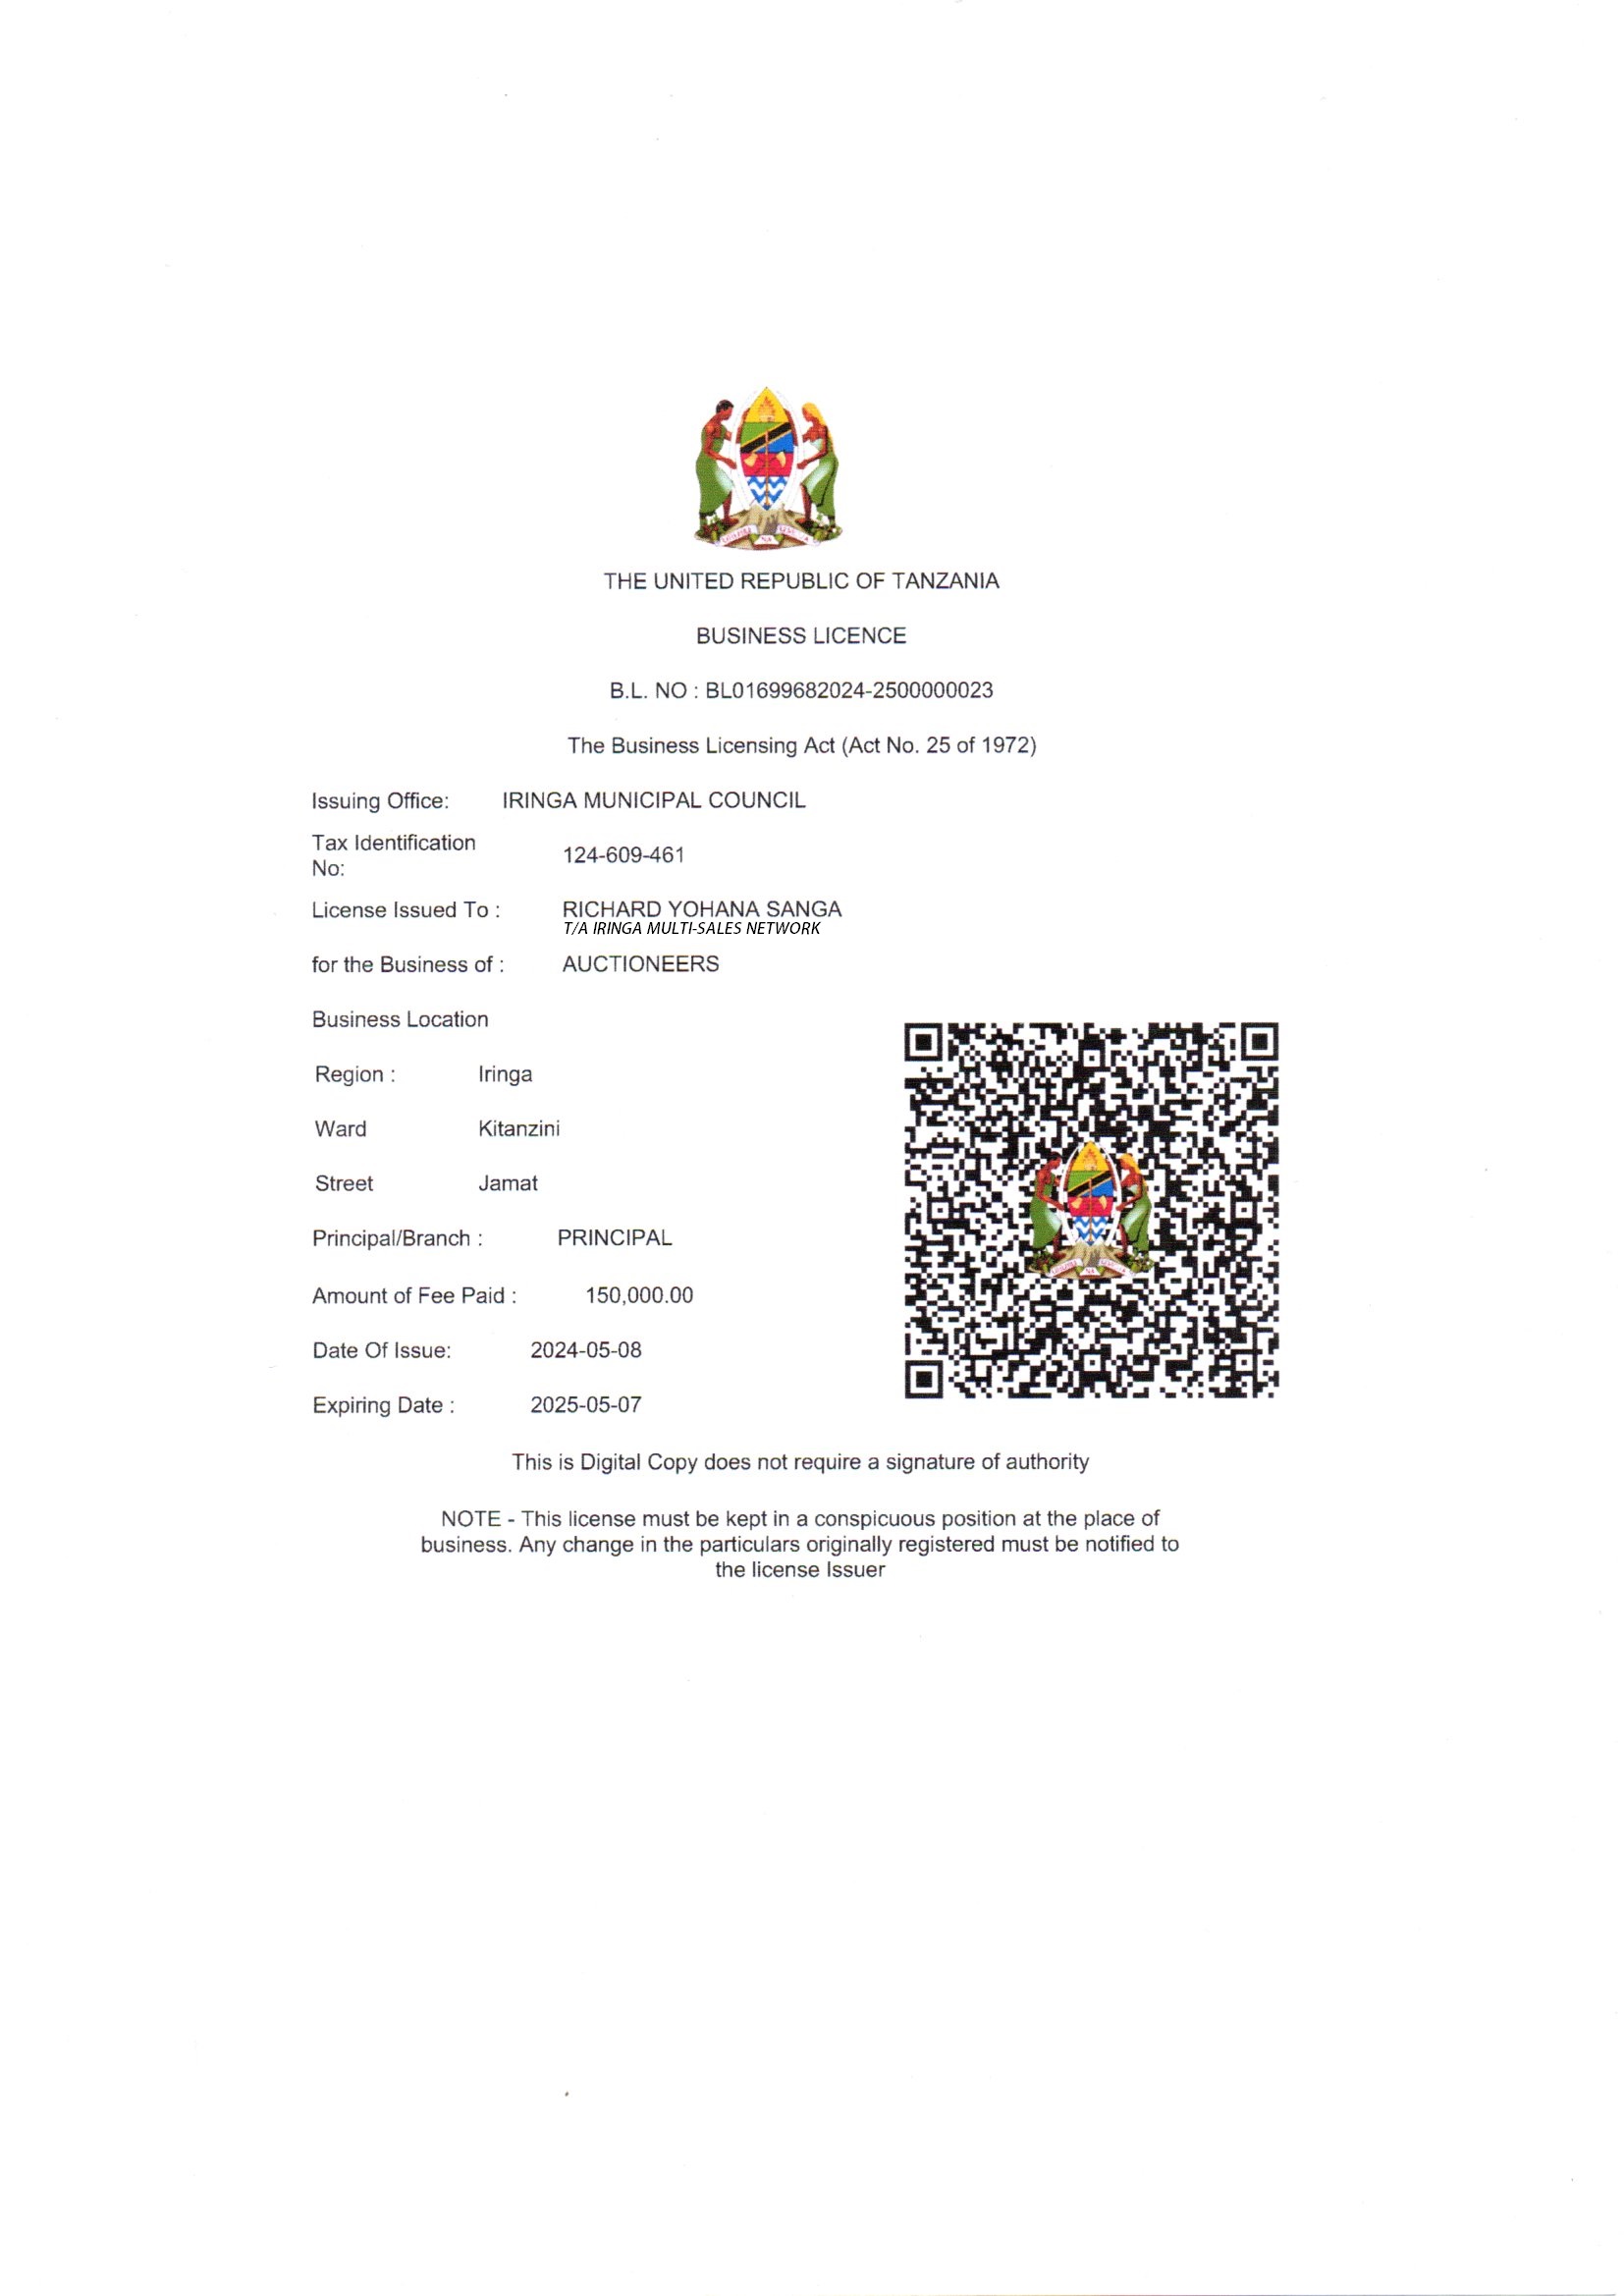 THE UNITED REPUBLIC OF TANZANIA
BUSINESS LICENCE
B.L. NO : BL01699682024-2500000023
The Business Licensing Act (Act No. 25 of 1972)
Issuing Office: IRINGA MUNICIPAL COUNCIL
Tax Identification
No: 124-609-461
License Issued To : RICHARD YOHANA SANGA
T/A IRINGA MULTI-SALES NETWORK
for the Business of : AUCTIONEERS
Business Location
Region : Iringa
Ward Kitanzini
Street Jamat
Principal/Branch : PRINCIPAL
Amount of Fee Paid : 150,000.00
Date Of Issue: 2024-05-08
Expiring Date : 2025-05-07
This is Digital Copy does not require a signature of authority
NOTE - This license must be kept in a conspicuous position at the place of
business. Any change in the particulars originally registered must be notified to
the license Issuer